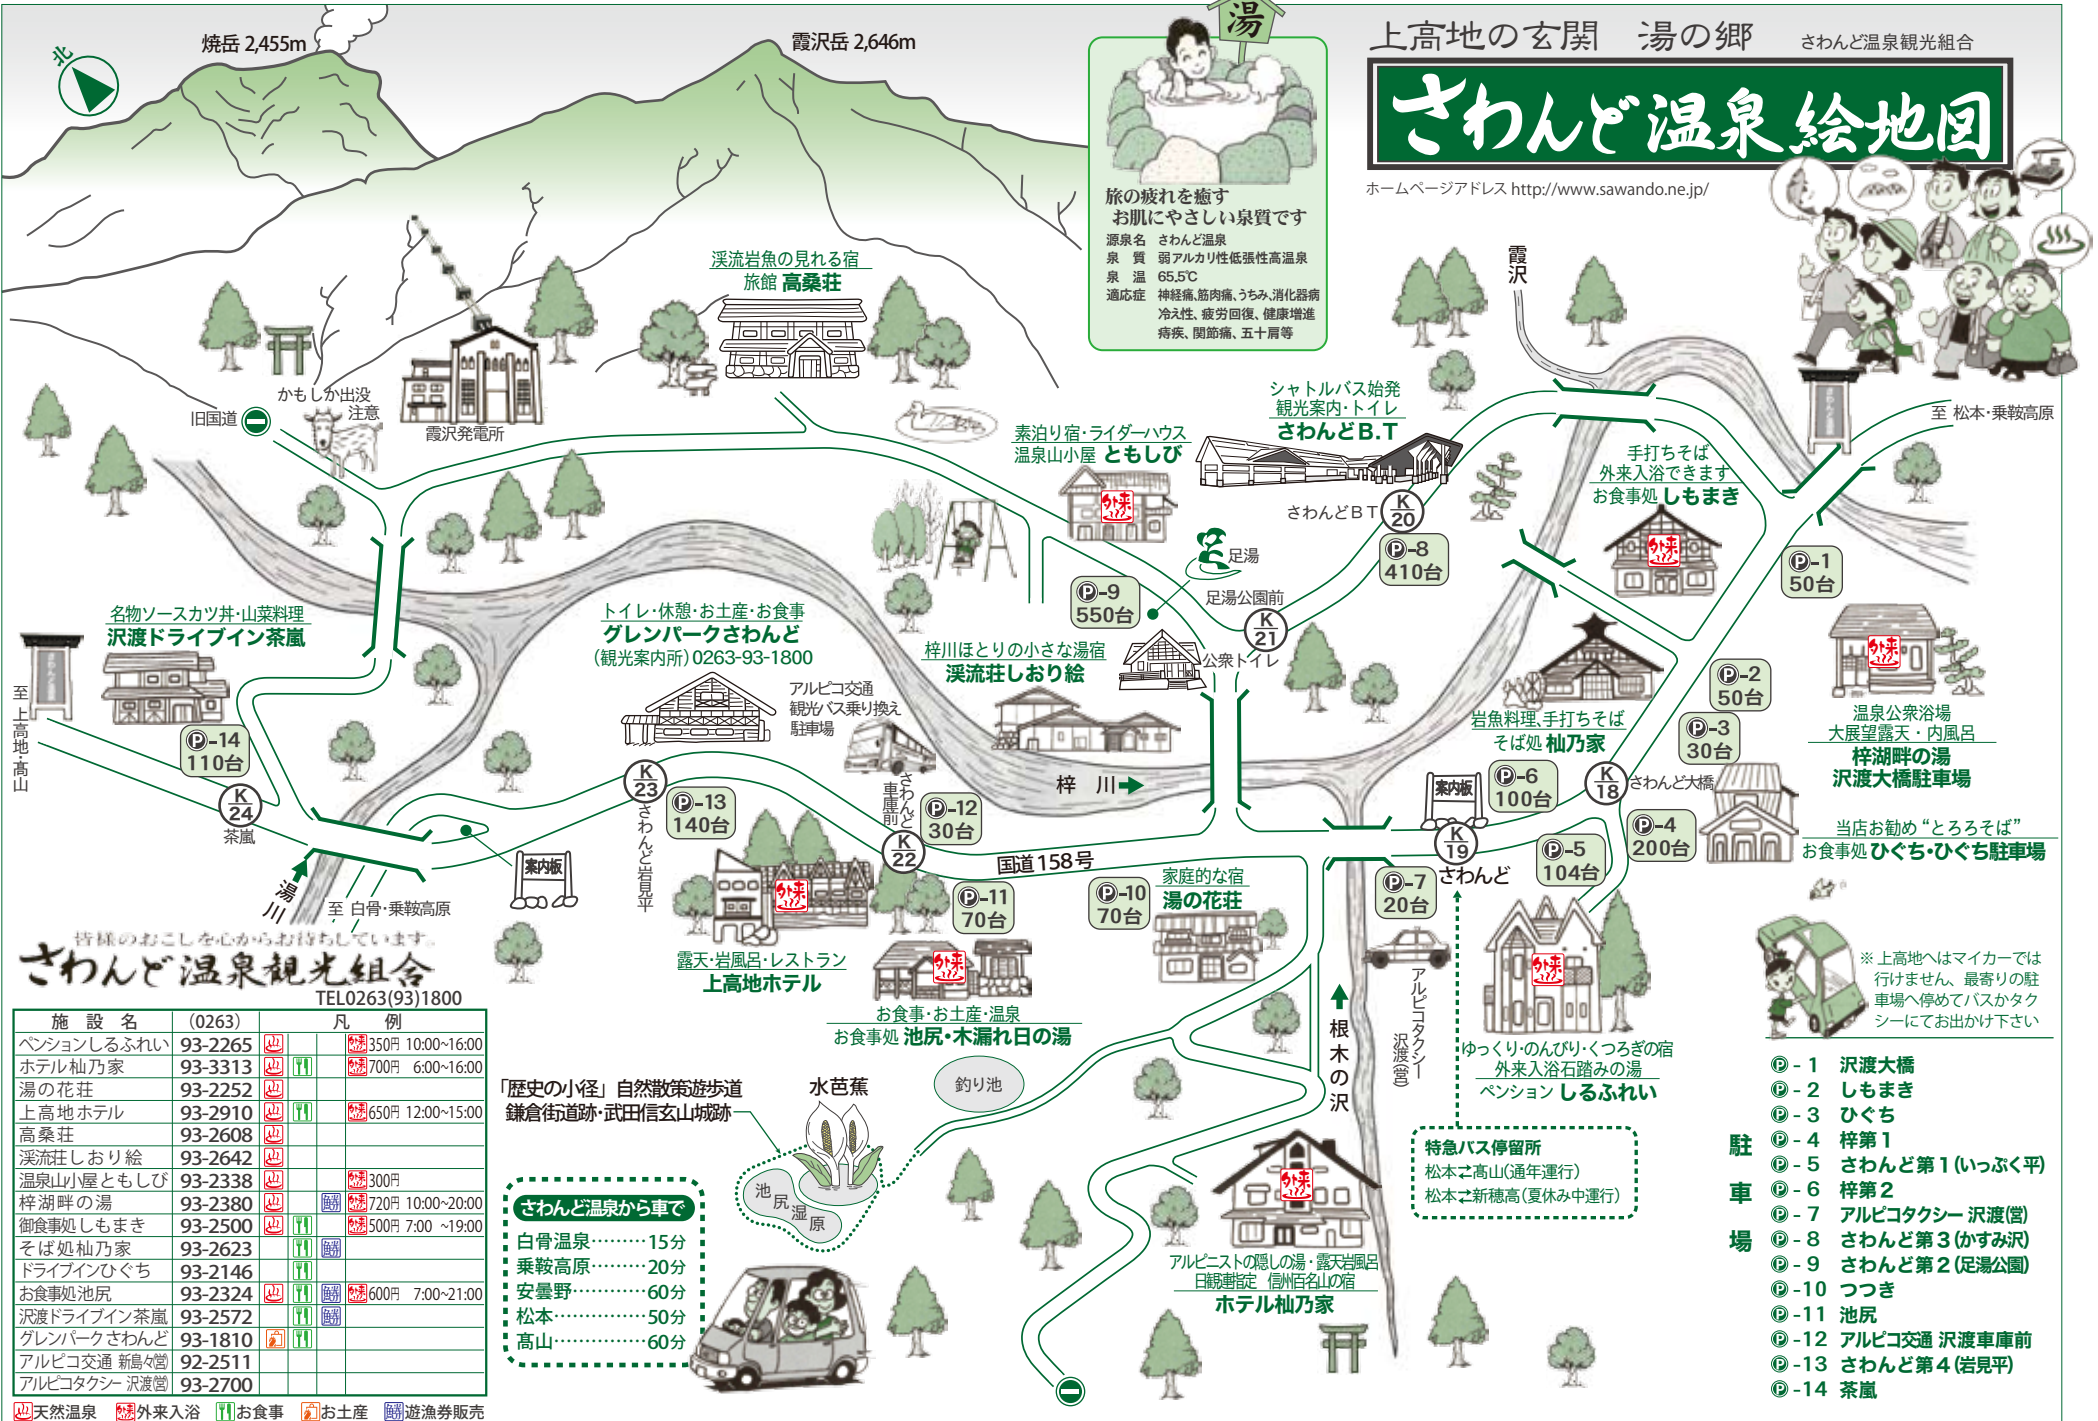 上高地の玄関　湯の郷　さわんど温泉観光組合
さわんど温泉 絵地図
ホームページアドレス http://www.sawando.ne.jp/
北
焼岳 2,455m
霞沢岳 2,646m
湯
旅の疲れを癒す
お肌にやさしい泉質です
源泉名　さわんど温泉
泉　質　弱アルカリ性低張性高温泉
泉　温　65.5℃
適応症　神経痛、筋肉痛、うちみ、消化器病
冷え性、疲労回復、健康増進
痔疾、関節痛、五十肩等
霞沢
至 松本・乗鞍高原
さわんど温泉
渓流岩魚の見れる宿
旅館 高桑荘
かもしか出没
注意
旧国道
霞沢発電所
素泊り宿・ライダーハウス
温泉山小屋 ともしび
外来
シャトルバス始発
観光案内・トイレ
さわんどB.T
さわんどＢＴ
K
20
Ⓟ-8
410台
手打ちそば
外来入浴できます
お食事処 しもまき
外来
Ⓟ-1
50台
足湯
Ⓟ-9
550台
足湯公園前
K
21
公衆トイレ
名物ソースカツ丼・山菜料理
沢渡ドライブイン茶嵐
さわんど温泉
至 上高地・髙山
Ⓟ-14
110台
K
24
茶嵐
トイレ・休憩・お土産・お食事
グレンパークさわんど
(観光案内所) 0263-93-1800
アルピコ交通
観光バス乗り換え
駐車場
梓川ほとりの小さな湯宿
渓流荘しおり絵
梓　川
岩魚料理、手打ちそば
そば処 杣乃家
Ⓟ-2
50台
Ⓟ-3
30台
外来
温泉公衆浴場
大展望露天・内風呂
梓湖畔の湯
沢渡大橋駐車場
K
23
さわんど岩見平
Ⓟ-13
140台
さわんど車庫前
K
22
Ⓟ-12
30台
国道158号
案内板
Ⓟ-6
100台
K
18
さわんど大橋
K
19
さわんど
Ⓟ-5
104台
Ⓟ-4
200台
当店お勧め “とろろそば”
お食事処 ひぐち・ひぐち駐車場
湯川
至 白骨・乗鞍高原
案内板
外来
露天・岩風呂・レストラン
上高地ホテル
Ⓟ-11
70台
外来
お食事・お土産・温泉
お食事処 池尻・木漏れ日の湯
Ⓟ-10
70台
家庭的な宿
湯の花荘
Ⓟ-7
20台
アルピコタクシー
沢渡(営)
根木の沢
外来
ゆっくり・のんびり・くつろぎの宿
外来入浴石踏みの湯
ペンション しるふれい
※ 上高地へはマイカーでは
行けません、最寄りの駐
車場へ停めてバスかタク
シーにてお出かけ下さい
皆様のおこしを心からお待ちしています。
さわんど温泉観光組合
TEL0263(93)1800
施　設　名　(0263)　凡　例
ペンションしるふれい　93-2265　外来350円 10:00~16:00
ホテル杣乃家　93-3313　外来700円 6:00~16:00
湯の花荘　93-2252
上高地ホテル　93-2910　外来650円 12:00~15:00
高桑荘　93-2608
渓流荘しおり絵　93-2642
温泉山小屋ともしび　93-2338　外来300円
梓湖畔の湯　93-2380　外来720円 10:00~20:00
御食事処しもまき　93-2500　外来500円 7:00 ~19:00
そば処杣乃家　93-2623
ドライブインひぐち　93-2146
お食事処池尻　93-2324　外来600円 7:00~21:00
沢渡ドライブイン茶嵐　93-2572
グレンパークさわんど　93-1810
アルピコ交通 新島々(営)　92-2511
アルピコタクシー 沢渡(営)　93-2700
天然温泉　外来入浴　お食事　お土産　遊漁券販売
「歴史の小径」自然散策遊歩道
鎌倉街道跡・武田信玄山城跡
水芭蕉
釣り池
池尻湿原
さわんど温泉から車で
白骨温泉………15分
乗鞍高原………20分
安曇野…………60分
松本……………50分
髙山……………60分
外来
アルピニストの隠しの湯・露天岩風呂
日観連指定　信州百名山の宿
ホテル杣乃家
特急バス停留所
松本⇄髙山(通年運行)
松本⇄新穂高(夏休み中運行)
駐車場
Ⓟ - 1　沢渡大橋
Ⓟ - 2　しもまき
Ⓟ - 3　ひぐち
Ⓟ - 4　梓第1
Ⓟ - 5　さわんど第1(いっぷく平)
Ⓟ - 6　梓第2
Ⓟ - 7　アルピコタクシー 沢渡(営)
Ⓟ - 8　さわんど第3(かすみ沢)
Ⓟ - 9　さわんど第2(足湯公園)
Ⓟ -10　つつき
Ⓟ -11　池尻
Ⓟ -12　アルピコ交通 沢渡車庫前
Ⓟ -13　さわんど第4(岩見平)
Ⓟ -14　茶嵐